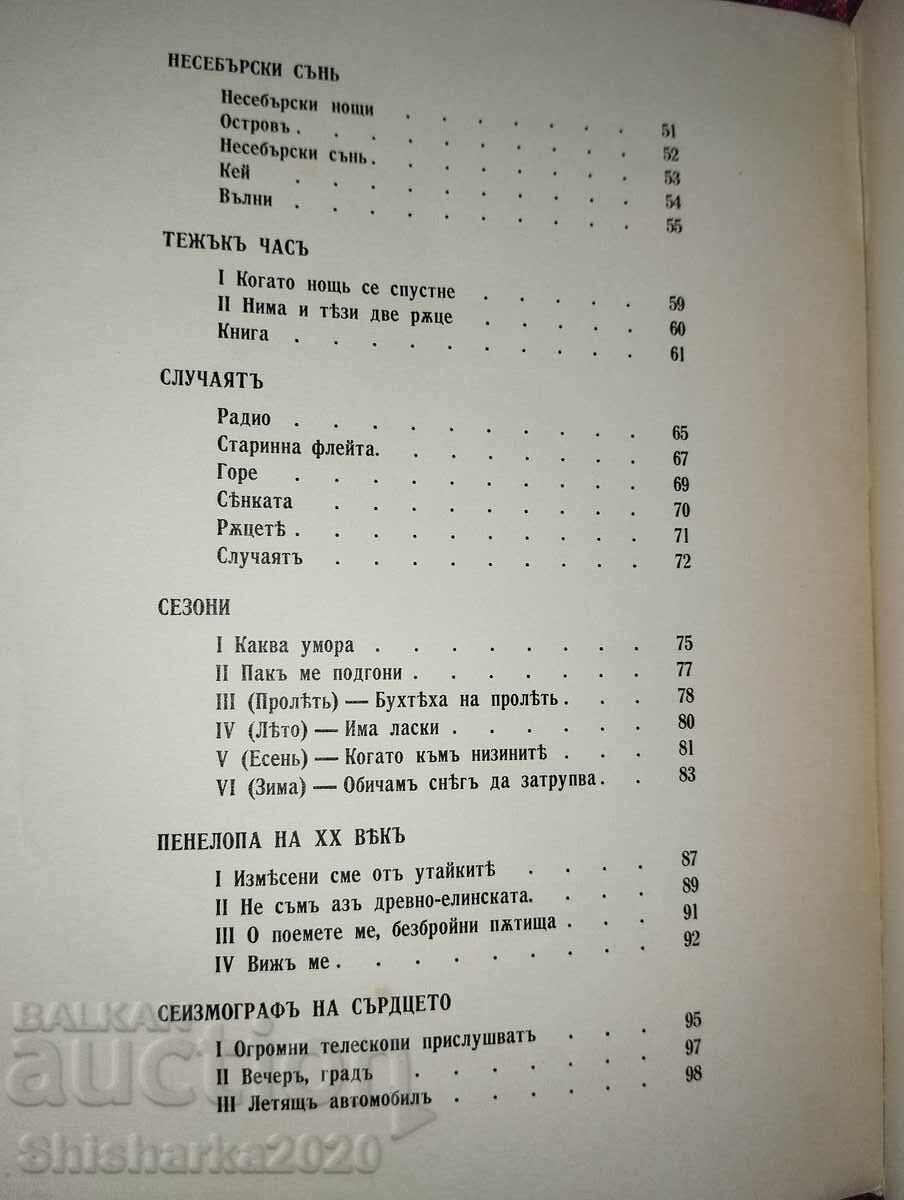 НЕСЕБЪРСКИ СЪНЬ
Несебърски нощи . . . . . . . 51
Островъ . . . . . . . . . 52
Несебърски сънь . . . . . . . 53
Кей . . . . . . . . . . 54
Вълни . . . . . . . . . 55
ТЕЖЪКЪ ЧАСЪ
I Когато нощь се спустне . . . . . 59
II Нима и тѣзи две рѫце . . . . . 60
Книга . . . . . . . . . 61
СЛУЧАЯТЪ
Радио . . . . . . . . . 65
Старинна флейта. . . . . . . . 67
Горе . . . . . . . . . 69
Сѣнката . . . . . . . . 70
Рѫцетѣ . . . . . . . . . 71
Случаятъ . . . . . . . . 72
СЕЗОНИ
I Каква умора . . . . . . . 75
II Пакъ ме подгони . . . . . . 77
III (Пролѣть) — Бухтѣха на пролѣть . . . 78
IV (Лѣто) — Има ласки . . . . . 80
V (Есень) — Когато към низинитѣ . . . 81
VI (Зима) — Обичамъ снѣгъ да затрупва . . 83
ПЕНЕЛОПА НА XX ВѢКЪ
I Измѣсени сме отъ утайкитѣ . . . . 87
II Не съмъ азъ древно-елинската. . . . 89
III О поемете ме, безбройни пѫтища . . . 91
IV Вижъ ме . . . . . . . . 92
СЕИЗМОГРАФЪ НА СЪРДЦЕТО
I Огромни телескопи прислушватъ . . . 95
II Вечеръ, градъ . . . . . . . 97
III Летящъ автомобилъ . . . . . . 98
BALKAN
auction
Shisharka2020